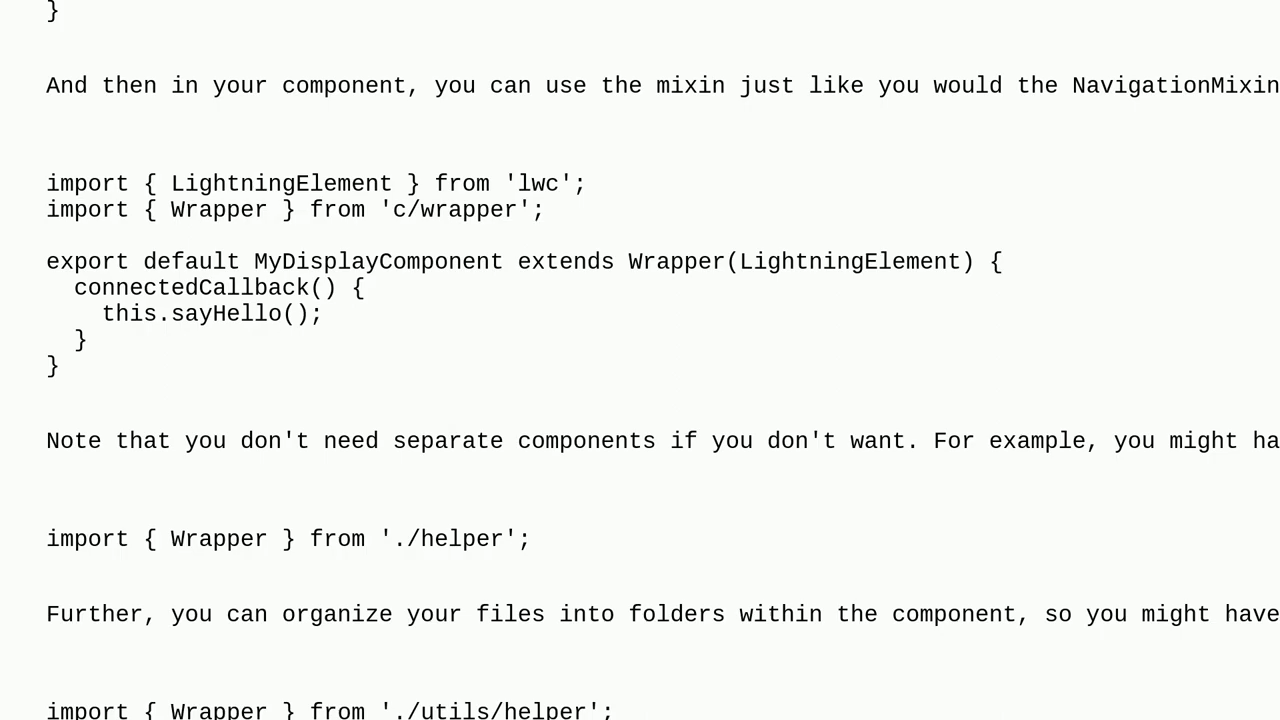 }
And then in your component, you can use the mixin just like you would the NavigationMixin
import { LightningElement } from 'lwc';
import { Wrapper } from 'c/wrapper';
export default MyDisplayComponent extends Wrapper(LightningElement) {
connectedCallback() {
this.sayHello();
}
}
Note that you don't need separate components if you don't want. For example, you might ha
import { Wrapper } from './helper';
Further, you can organize your files into folders within the component, so you might have
import { Wrapper } from './utils/helper';